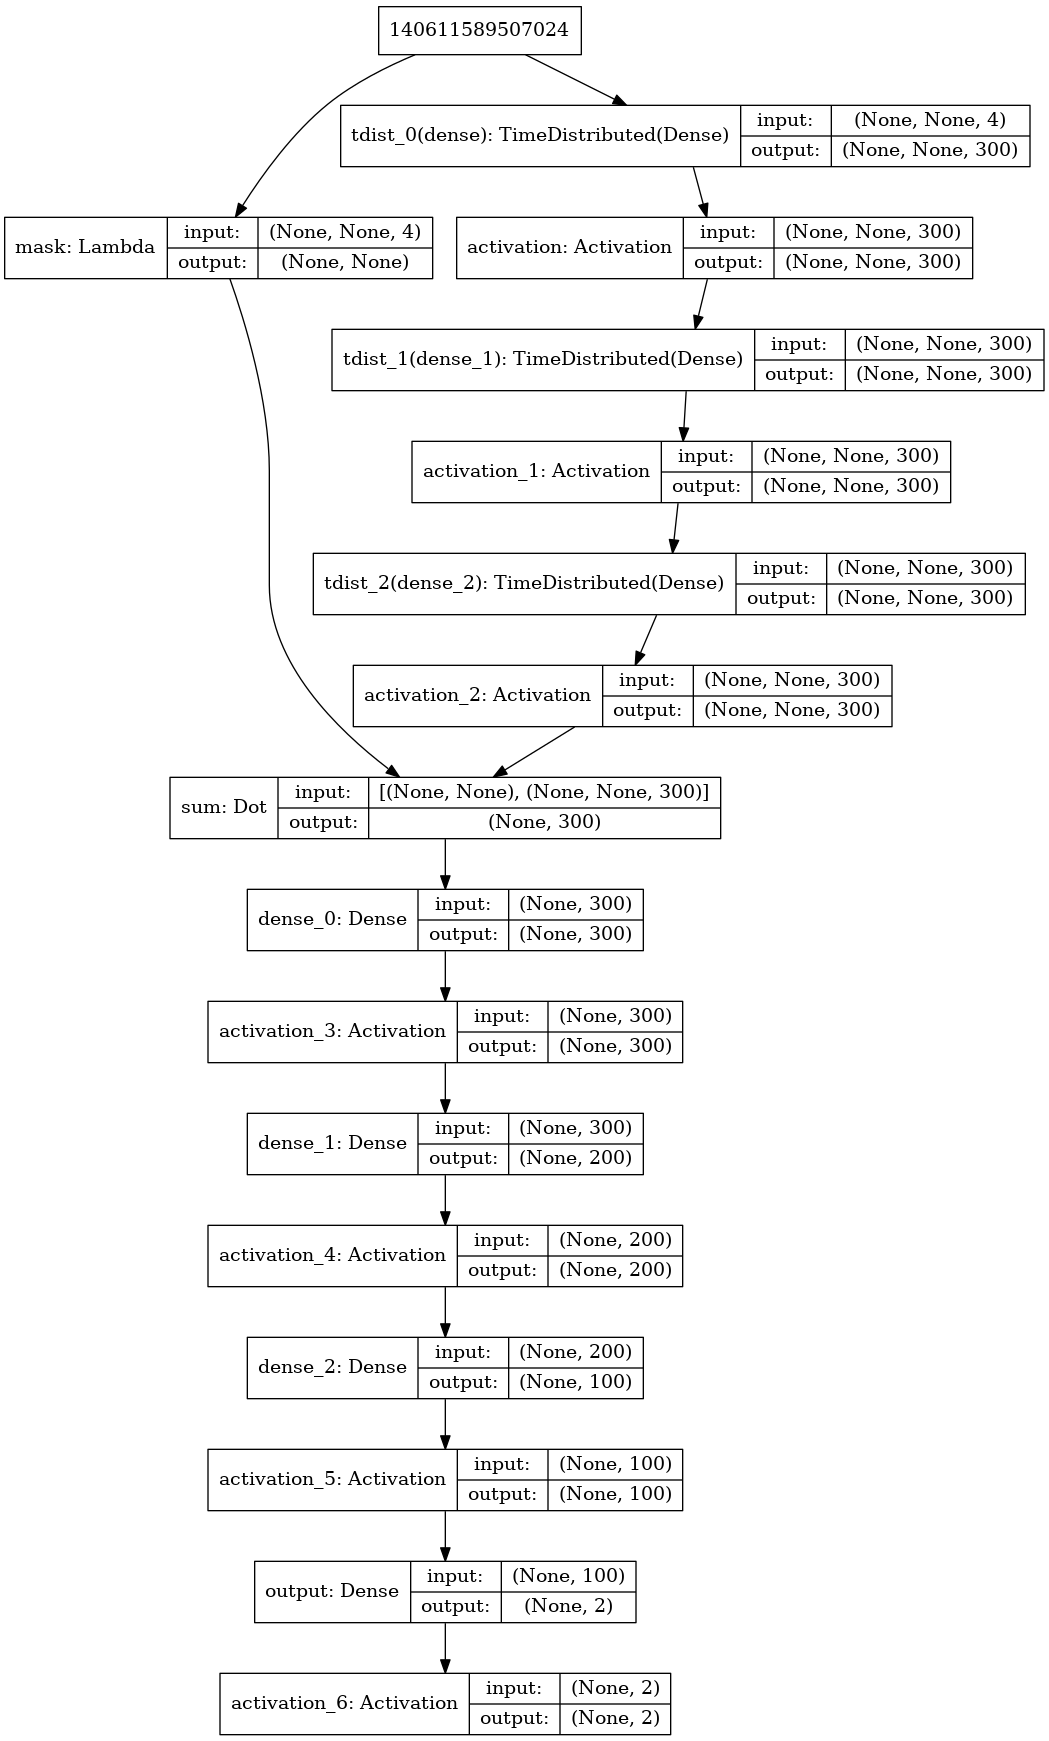 140611589507024
tdist_0(dense): TimeDistributed(Dense)
input:
(None, None, 4)
output:
(None, None, 300)
mask: Lambda
input:
(None, None, 4)
output:
(None, None)
activation: Activation
input:
(None, None, 300)
output:
(None, None, 300)
tdist_1(dense_1): TimeDistributed(Dense)
input:
(None, None, 300)
output:
(None, None, 300)
activation_1: Activation
input:
(None, None, 300)
output:
(None, None, 300)
tdist_2(dense_2): TimeDistributed(Dense)
input:
(None, None, 300)
output:
(None, None, 300)
activation_2: Activation
input:
(None, None, 300)
output:
(None, None, 300)
sum: Dot
input:
[(None, None), (None, None, 300)]
output:
(None, 300)
dense_0: Dense
input:
(None, 300)
output:
(None, 300)
activation_3: Activation
input:
(None, 300)
output:
(None, 300)
dense_1: Dense
input:
(None, 300)
output:
(None, 200)
activation_4: Activation
input:
(None, 200)
output:
(None, 200)
dense_2: Dense
input:
(None, 200)
output:
(None, 100)
activation_5: Activation
input:
(None, 100)
output:
(None, 100)
output: Dense
input:
(None, 100)
output:
(None, 2)
activation_6: Activation
input:
(None, 2)
output:
(None, 2)